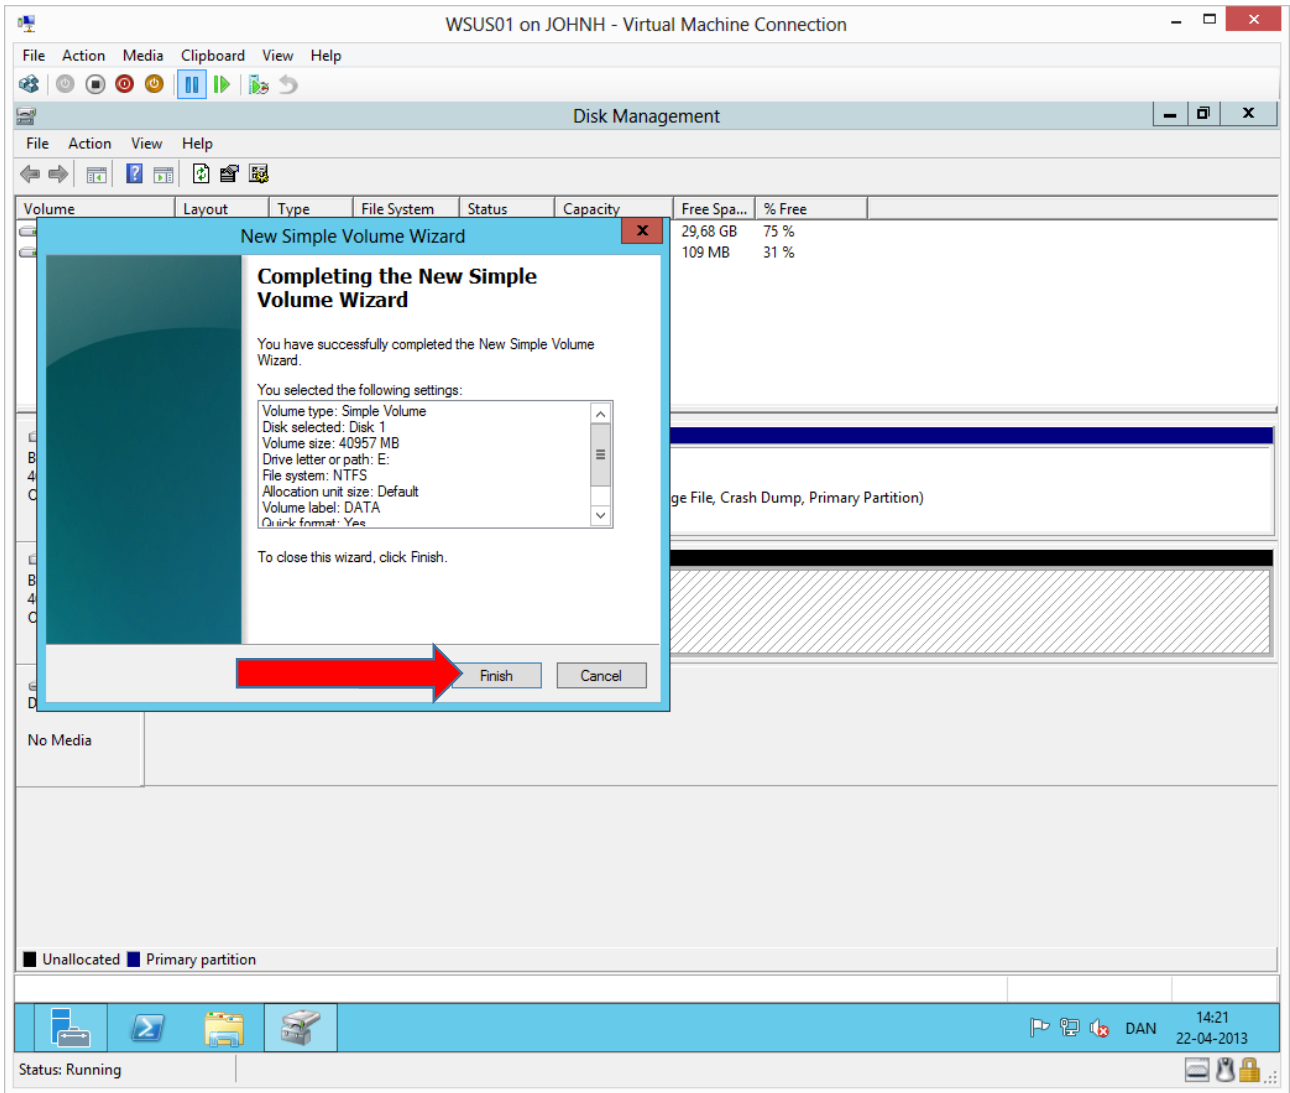 WSUS01 on JOHNH - Virtual Machine Connection
File Action Media Clipboard View Help
Disk Management
File Action View Help
Volume Layout Type File System Status Capacity Free Spa... % Free
29,68 GB 75 %
109 MB 31 %
New Simple Volume Wizard
Completing the New Simple
Volume Wizard
You have successfully completed the New Simple Volume
Wizard.
You selected the following settings:
Volume type: Simple Volume
Disk selected: Disk 1
Volume size: 40957 MB
Drive letter or path: E:
File system: NTFS
Allocation unit size: Default
Volume label: DATA
Quick format: Yes
To close this wizard, click Finish.
Finish Cancel
ge File, Crash Dump, Primary Partition)
No Media
Unallocated Primary partition
DAN
14:21
22-04-2013
Status: Running